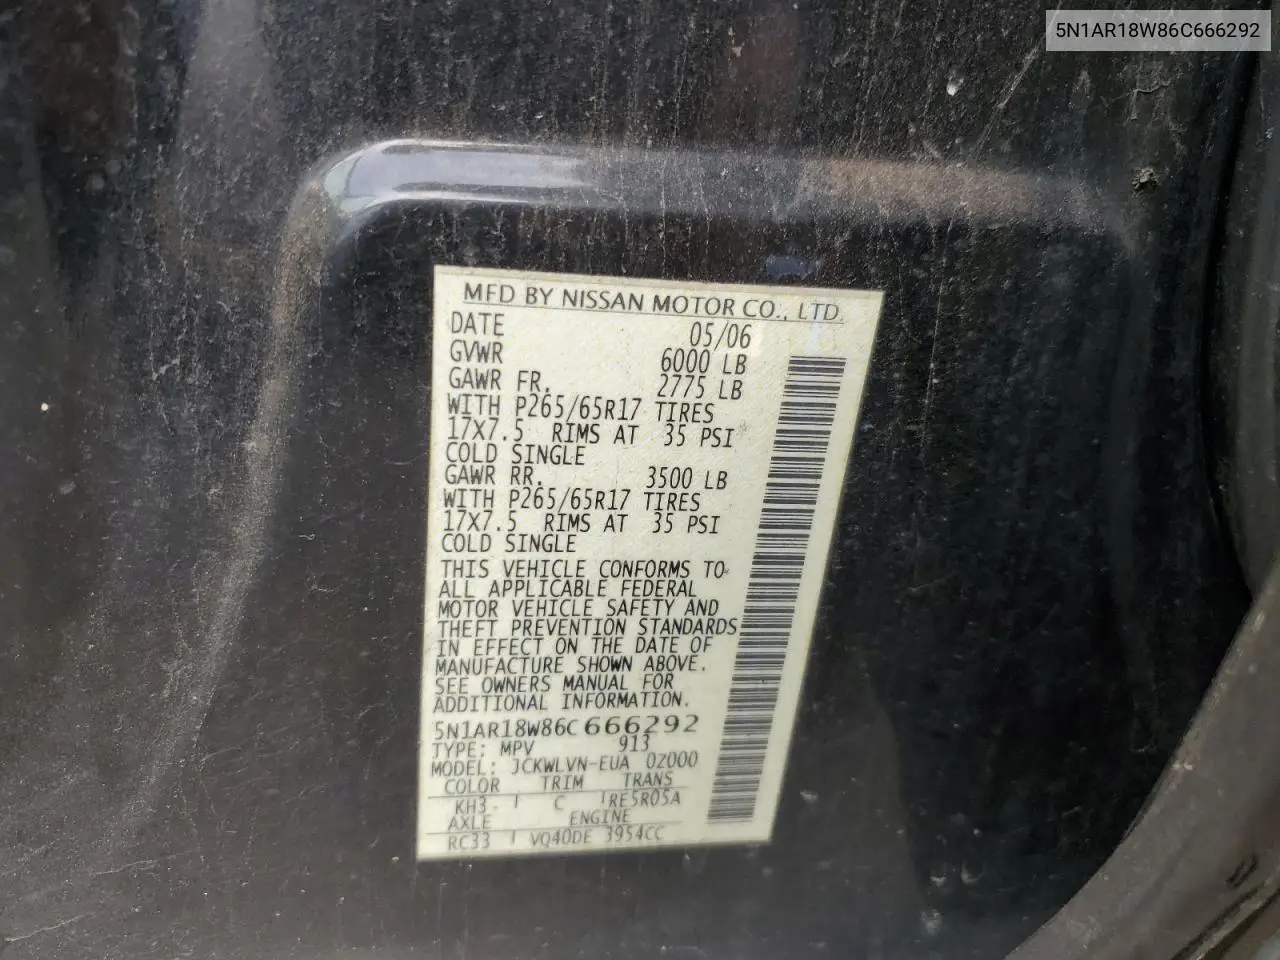 5N1AR18W86C666292
MFD BY NISSAN MOTOR CO., LTD.
DATE 05/06
GVWR 6000 LB
GAWR FR. 2775 LB
WITH P265/65R17 TIRES
17X7.5 RIMS AT 35 PSI
COLD SINGLE
GAWR RR. 3500 LB
WITH P265/65R17 TIRES
17X7.5 RIMS AT 35 PSI
COLD SINGLE
THIS VEHICLE CONFORMS TO
ALL APPLICABLE FEDERAL
MOTOR VEHICLE SAFETY AND
THEFT PREVENTION STANDARDS
IN EFFECT ON THE DATE OF
MANUFACTURE SHOWN ABOVE.
SEE OWNERS MANUAL FOR
ADDITIONAL INFORMATION.
5N1AR18W86C666292
TYPE: MPV 913
MODEL: JCKWLVN-EUA 0Z000
COLOR TRIM TRANS
KH3 C RE5R05A
AXLE ENGINE
RC33 VQ40DE 3954CC